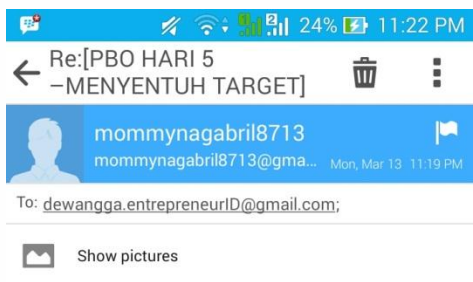 24% 11:22 PM
Re:[PBO HARI 5
–MENYENTUH TARGET]
mommynagabril8713
mommynagabril8713@gma... Mon, Mar 13 11:19 PM
To: dewangga.entrepreneurID@gmail.com;
Show pictures